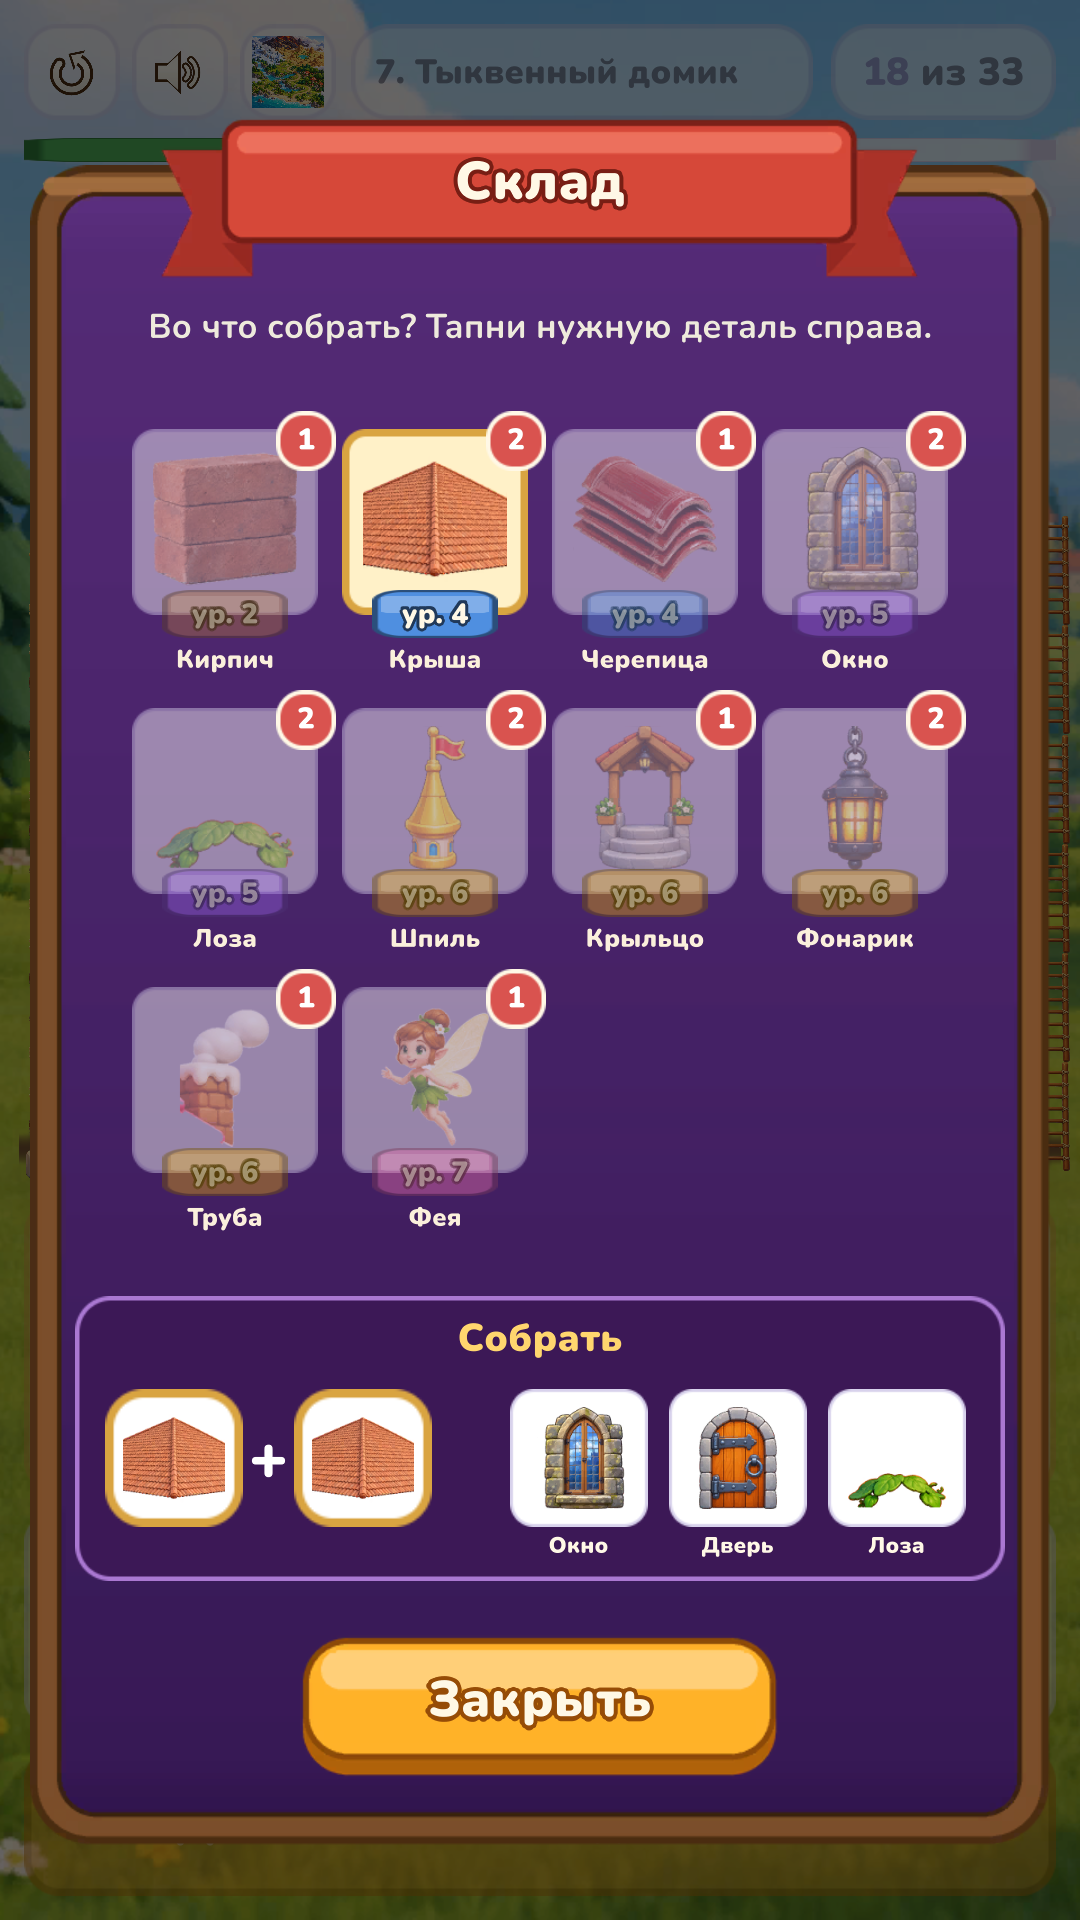 7. Тыквенный домик
18 из 33
Склад
Во что собрать? Тапни нужную деталь справа.
1
2
1
2
ур. 2
ур. 4
ур. 4
ур. 5
Кирпич
Крыша
Черепица
Окно
2
2
1
2
ур. 5
ур. 6
ур. 6
ур. 6
Лоза
Шпиль
Крыльцо
Фонарик
1
1
ур. 6
ур. 7
Труба
Фея
Собрать
+
Окно
Дверь
Лоза
Закрыть